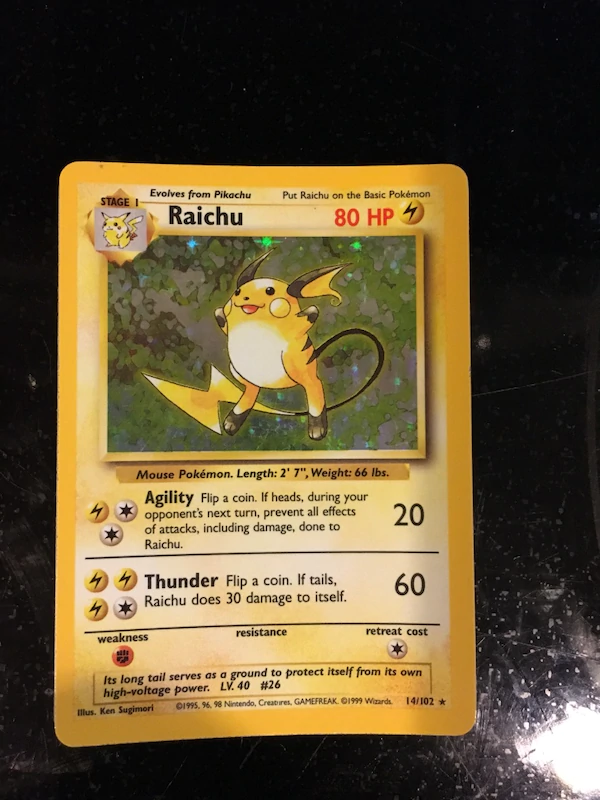 Evolves from Pikachu Put Raichu on the Basic Pokémon
STAGE 1
Raichu 80 HP
Mouse Pokémon. Length: 2' 7", Weight: 66 lbs.
Agility Flip a coin. If heads, during your
opponent's next turn, prevent all effects
of attacks, including damage, done to
Raichu.
20
Thunder Flip a coin. If tails,
Raichu does 30 damage to itself.
60
weakness resistance retreat cost
Its long tail serves as a ground to protect itself from its own
high-voltage power. LV. 40 #26
Illus. Ken Sugimori ©1995, 96, 98 Nintendo, Creatures, GAMEFREAK. ©1999 Wizards. 14/102 ★